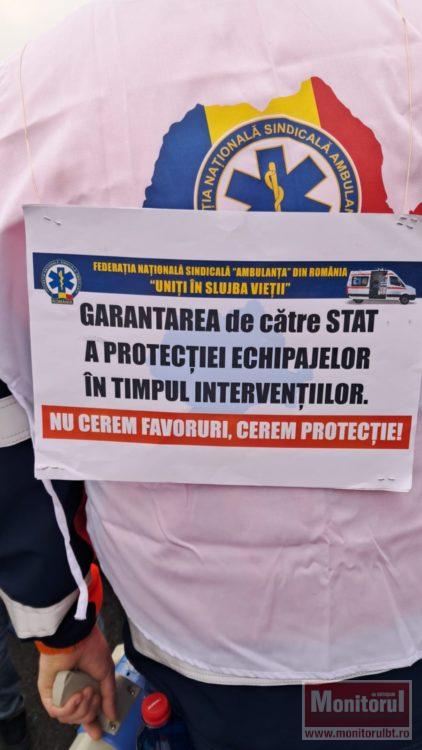 FEDERAȚIA NAȚIONALĂ SINDICALĂ AMBULANȚA
FEDERAȚIA NAȚIONALĂ SINDICALĂ "AMBULANȚA" DIN ROMÂNIA
"UNIȚI ÎN SLUJBA VIEȚII"
GARANTAREA de către STAT
A PROTECȚIEI ECHIPAJELOR
ÎN TIMPUL INTERVENȚIILOR.
NU CEREM FAVORURI, CEREM PROTECȚIE!
Monitorul
www.monitorulbt.ro